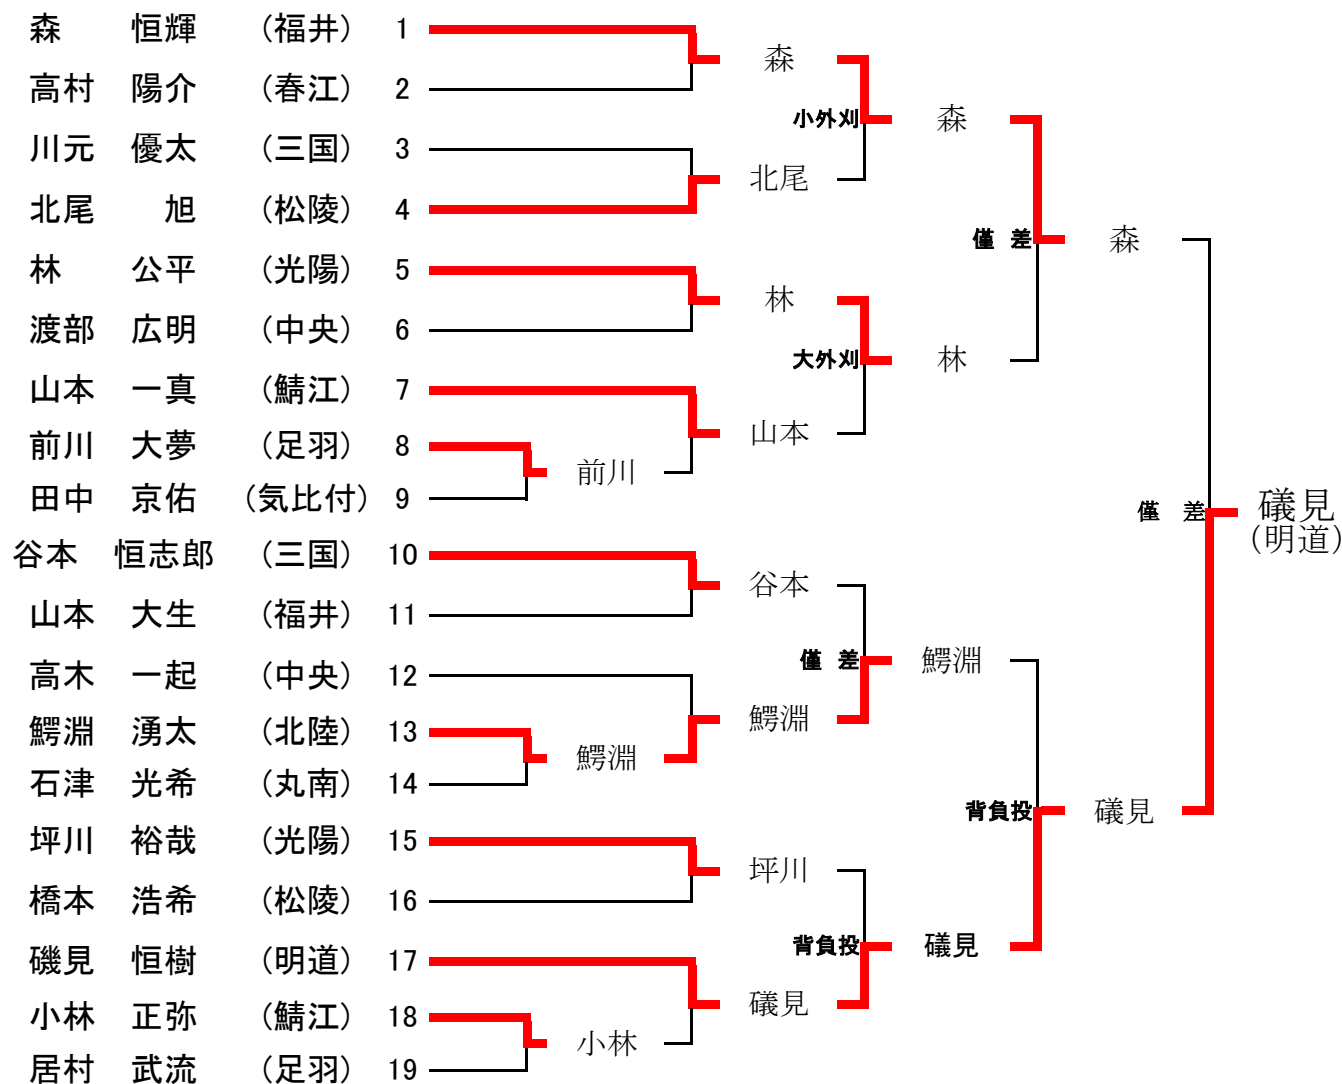 森 恒輝 (福井) 1
高村 陽介 (春江) 2
川元 優太 (三国) 3
北尾 旭 (松陵) 4
林 公平 (光陽) 5
渡部 広明 (中央) 6
山本 一真 (鯖江) 7
前川 大夢 (足羽) 8
田中 京佑 (気比付) 9
谷本 恒志郎 (三国) 10
山本 大生 (福井) 11
高木 一起 (中央) 12
鰐淵 湧太 (北陸) 13
石津 光希 (丸南) 14
坪川 裕哉 (光陽) 15
橋本 浩希 (松陵) 16
磯見 恒樹 (明道) 17
小林 正弥 (鯖江) 18
居村 武流 (足羽) 19
前川
鰐淵
小林
森
北尾
林
山本
谷本
鰐淵
坪川
礒見
小外刈
大外刈
僅 差
背負投
森
林
鰐淵
礒見
僅 差
背負投
森
礒見
僅 差
礒見
(明道)